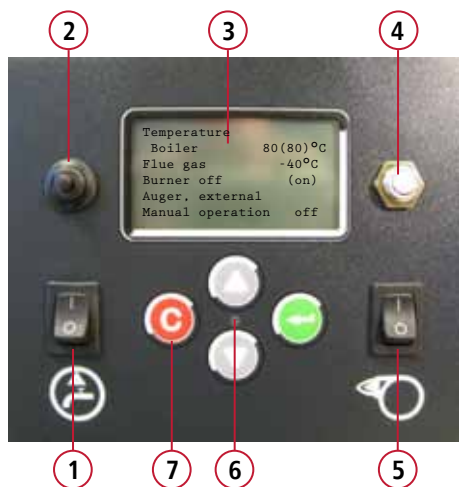 2 3 4
Temperature
Boiler 80(80)°C
Flue gas -40°C
Burner off (on)
Auger, external
Manual operation off
C
I I
O O
1 7 6 5